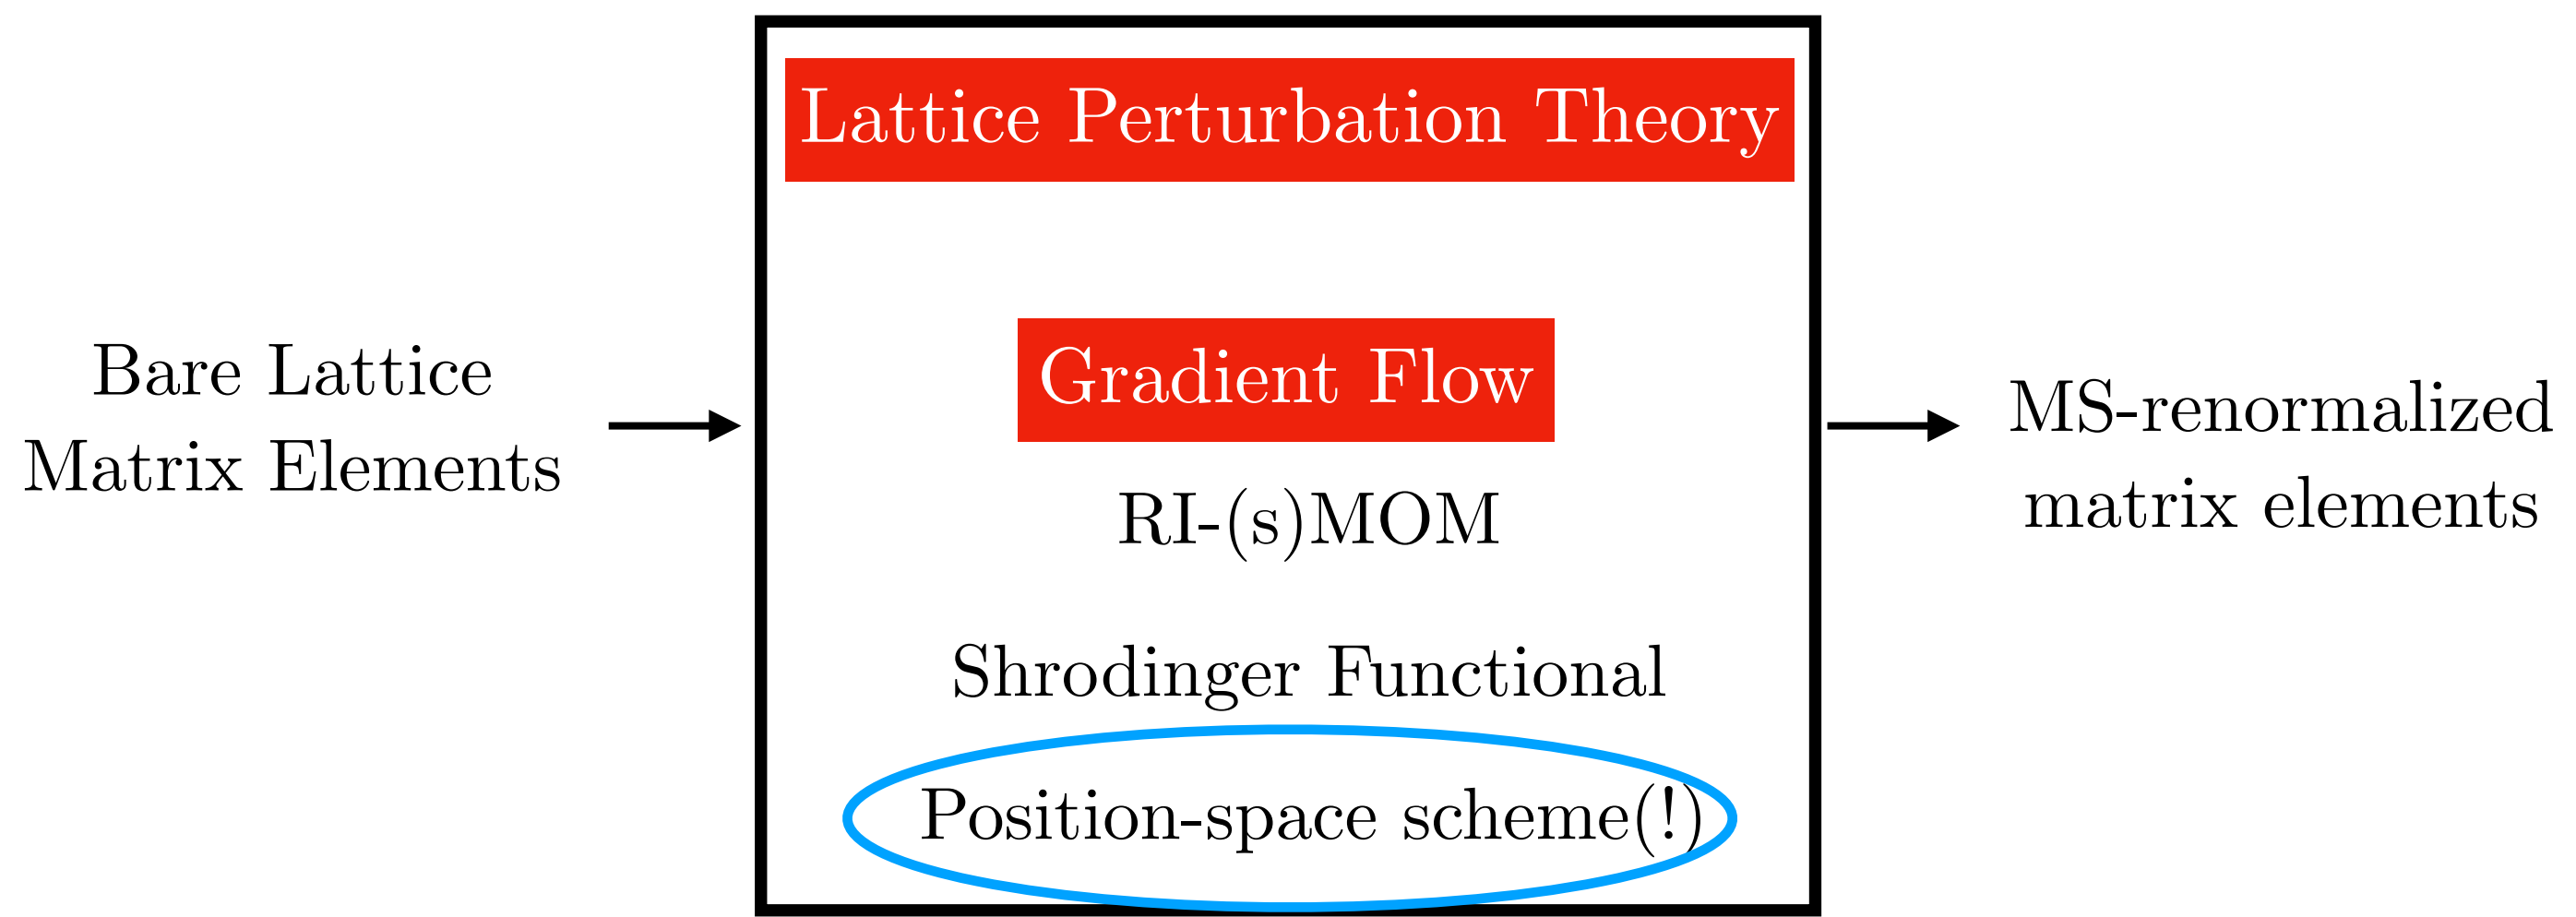 Bare Lattice
Matrix Elements
Lattice Perturbation Theory
Gradient Flow
RI-(s)MOM
Shrodinger Functional
Position-space scheme(!)
MS-renormalized
matrix elements